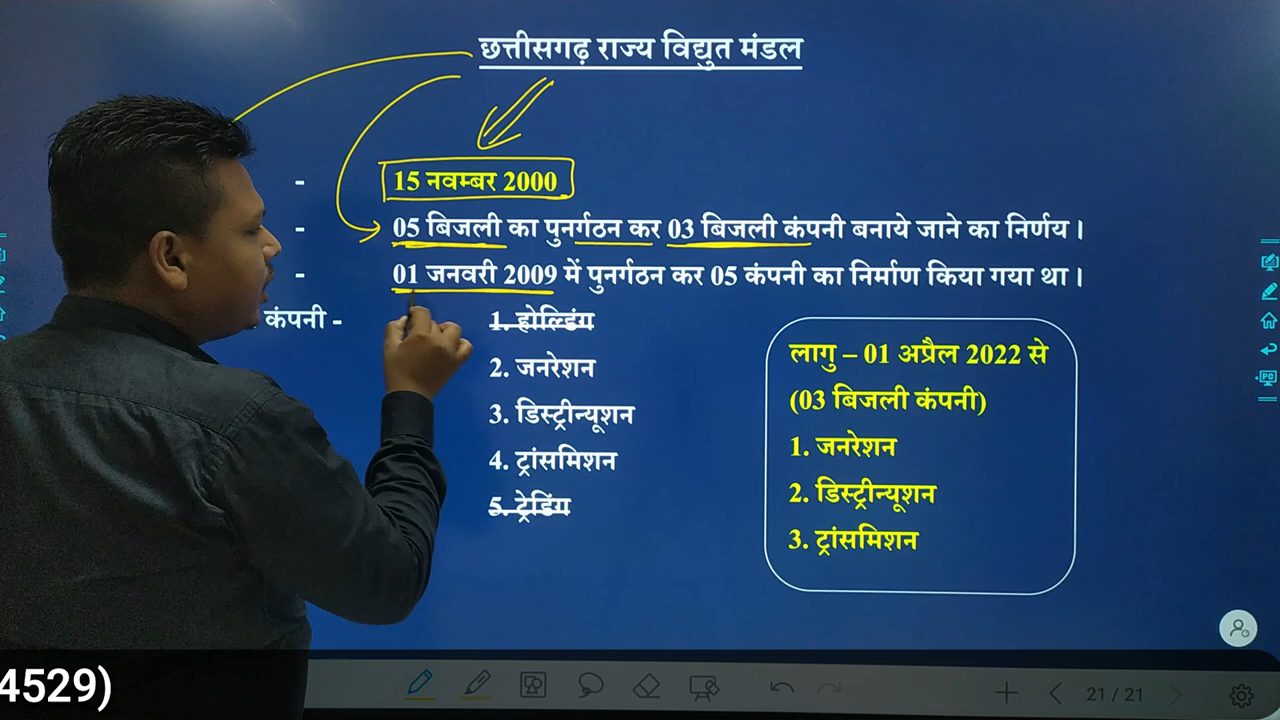 छत्तीसगढ़ राज्य विद्युत मंडल
- 15 नवम्बर 2000
- 05 बिजली का पुनर्गठन कर 03 बिजली कंपनी बनाये जाने का निर्णय ।
- 01 जनवरी 2009 में पुनर्गठन कर 05 कंपनी का निर्माण किया गया था ।
कंपनी - 1. होल्डिंग
2. जनरेशन
3. डिस्ट्रीन्यूशन
4. ट्रांसमिशन
5. ट्रेडिंग
लागु – 01 अप्रैल 2022 से
(03 बिजली कंपनी)
1. जनरेशन
2. डिस्ट्रीन्यूशन
3. ट्रांसमिशन
4529)
21 / 21